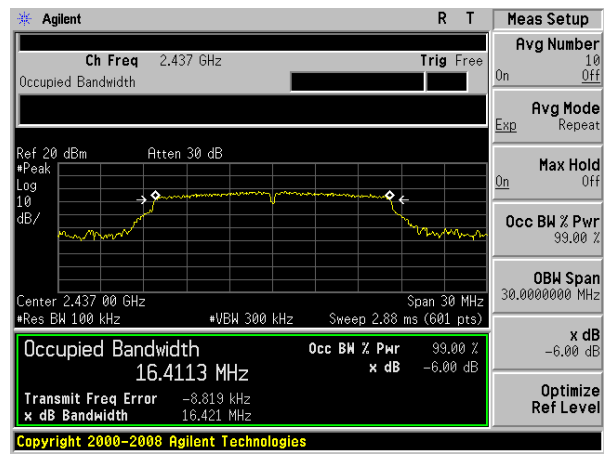 Agilent R T
Ch Freq 2.437 GHz Trig Free
Occupied Bandwidth
Ref 20 dBm Atten 30 dB
#Peak
Log
10
dB/
Center 2.437 00 GHz Span 30 MHz
#Res BW 100 kHz #VBW 300 kHz Sweep 2.88 ms (601 pts)
Occupied Bandwidth Occ BW % Pwr 99.00 %
16.4113 MHz x dB -6.00 dB
Transmit Freq Error -8.819 kHz
x dB Bandwidth 16.421 MHz
Copyright 2000-2008 Agilent Technologies
Meas Setup
Avg Number
10
On Off
Avg Mode
Exp Repeat
Max Hold
On Off
Occ BW % Pwr
99.00 %
OBW Span
30.0000000 MHz
x dB
-6.00 dB
Optimize
Ref Level